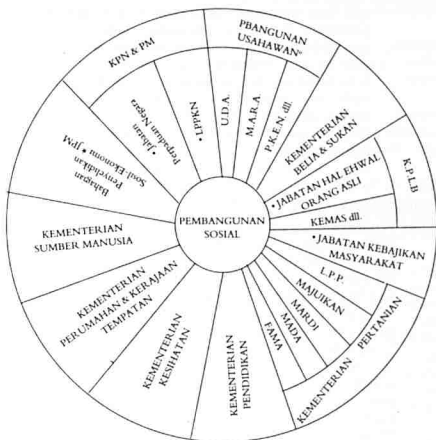 KPN & PM
PBANGUNAN
USAHAWAN"
• Jabatan
Perpaduan Negara
• LPPKN
U.D.A.
M.A.R.A.
P.K.E.N. dll.
KEMENTERIAN
BELIA & SUKAN
K.P.L.B
• JABATAN HAL EHWAL
ORANG ASLI
KEMAS dll.
• JABATAN KEBAJIKAN
MASYARAKAT
L.P.P.
MAJUIKAN
MARDI
MADA
FAMA
KEMENTERIAN PERTANIAN
KEMENTERIAN
PENDIDIKAN
KEMENTERIAN
KESIHATAN
KEMENTERIAN
PERUMAHAN & KERAJAAN
TEMPATAN
KEMENTERIAN
SUMBER MANUSIA
Bahagian
Penyelidikan
Sosil Ekonomi • JPM
PEMBANGUNAN
SOSIAL